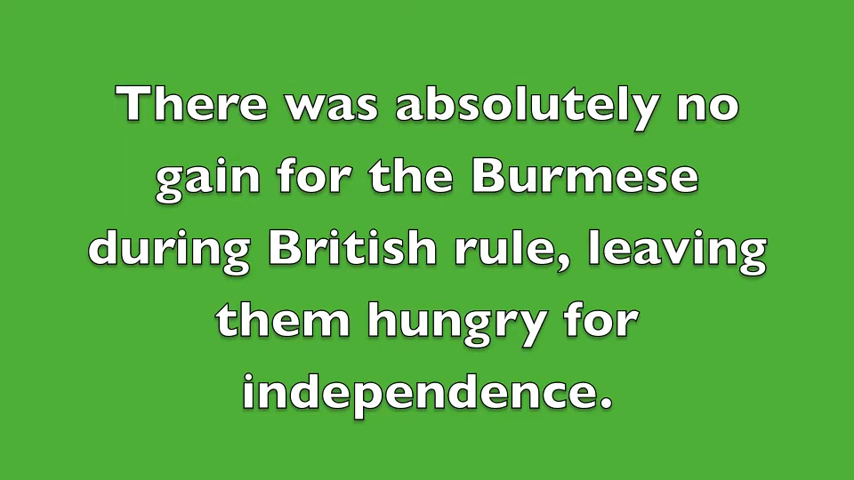 There was absolutely no
gain for the Burmese
during British rule, leaving
them hungry for
independence.